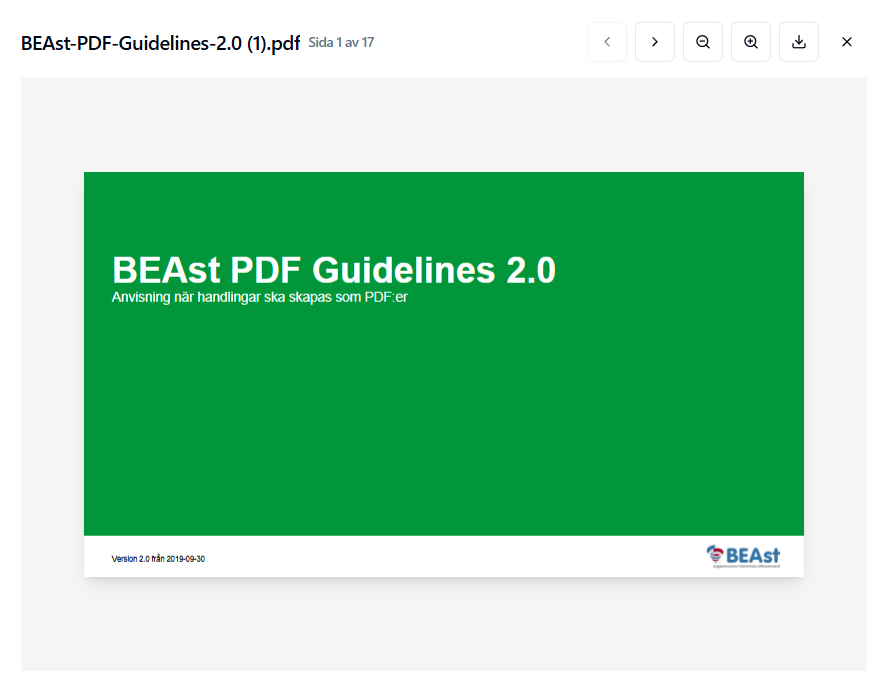 BEAst-PDF-Guidelines-2.0 (1).pdf Sida 1 av 17
BEAst PDF Guidelines 2.0
Anvisning när handlingar ska skapas som PDF:er
Version 2.0 från 2019-09-30
BEAst